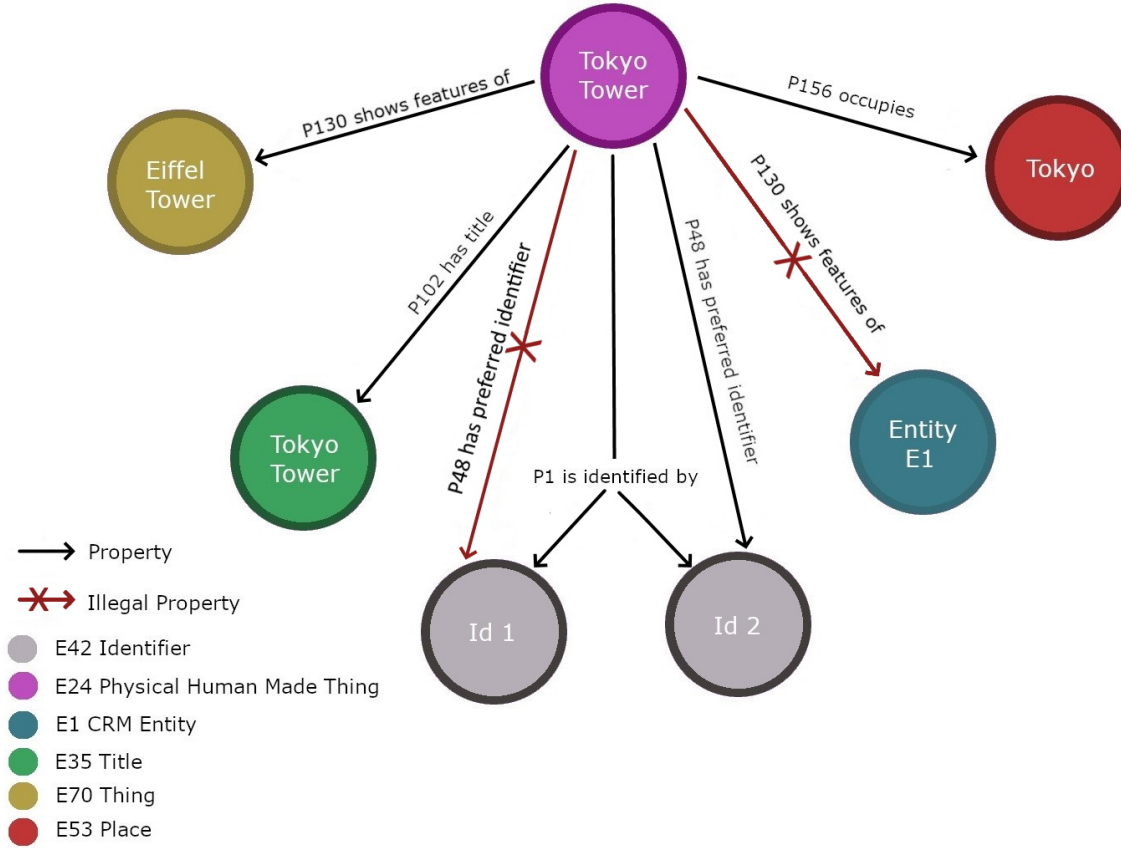 Tokyo
Tower
P130 shows features of
P156 occupies
Eiffel
Tower
Tokyo
P130 shows features of
P102 has title
P48 has preferred identifier
P48 has preferred identifier
Entity
E1
Tokyo
Tower
P1 is identified by
Id 1
Id 2
Property
Illegal Property
E42 Identifier
E24 Physical Human Made Thing
E1 CRM Entity
E35 Title
E70 Thing
E53 Place